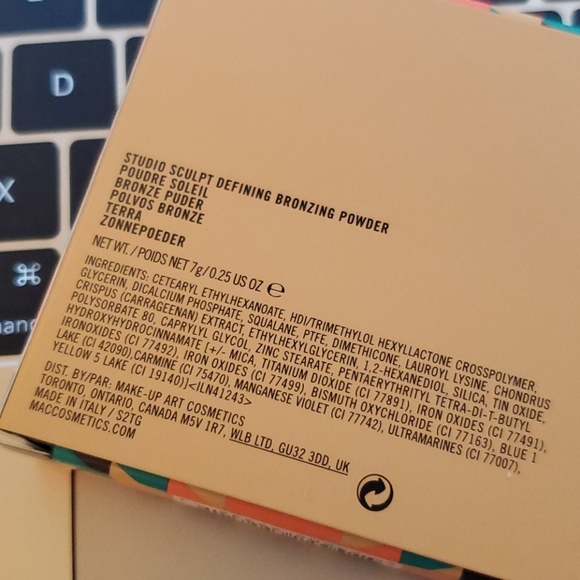 D
X
⌘
STUDIO SCULPT DEFINING BRONZING POWDER
POUDRE SOLEIL
BRONZE PUDER
POLVOS BRONZE
TERRA
ZONNEPOEDER
NET WT./POIDS NET 7g/0.25 US OZ ℮
INGREDIENTS: CETEARYL ETHYLHEXANOATE, HDI/TRIMETHYLOL HEXYLLACTONE CROSSPOLYMER,
GLYCERIN, DICALCIUM PHOSPHATE, SQUALANE, PTFE, DIMETHICONE, LAUROYL LYSINE, CHONDRUS
CRISPUS (CARRAGEENAN) EXTRACT, ETHYLHEXYLGLYCERIN, 1,2-HEXANEDIOL, SILICA, TIN OXIDE,
POLYSORBATE 80, CAPRYLYL GLYCOL, ZINC STEARATE, PENTAERYTHRITYL TETRA-DI-T-BUTYL
HYDROXYHYDROCINNAMATE (+/- MICA, TITANIUM DIOXIDE (CI 77891), IRON OXIDES (CI 77491),
IRONOXIDES (CI 77492), IRON OXIDES (CI 77499), BISMUTH OXYCHLORIDE (CI 77163), BLUE 1
LAKE (CI 42090),CARMINE (CI 75470), MANGANESE VIOLET (CI 77742), ULTRAMARINES (CI 77007),
YELLOW 5 LAKE (CI 19140)]<ILN41243>
DIST. BY/PAR: MAKE-UP ART COSMETICS
TORONTO, ONTARIO, CANADA M5V 1R7, WLB LTD, GU32 3DD, UK
MADE IN ITALY / S2TG
MACCOSMETICS.COM